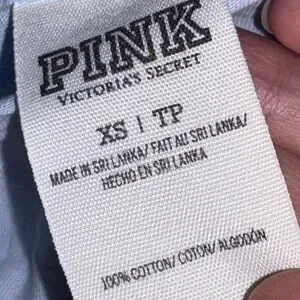 PINK
VICTORIA'S SECRET
XS | TP
MADE IN SRI LANKA/ FAIT AU SRI LANKA/
HECHO EN SRI LANKA
100% COTTON/ COTON/ ALGODÓN